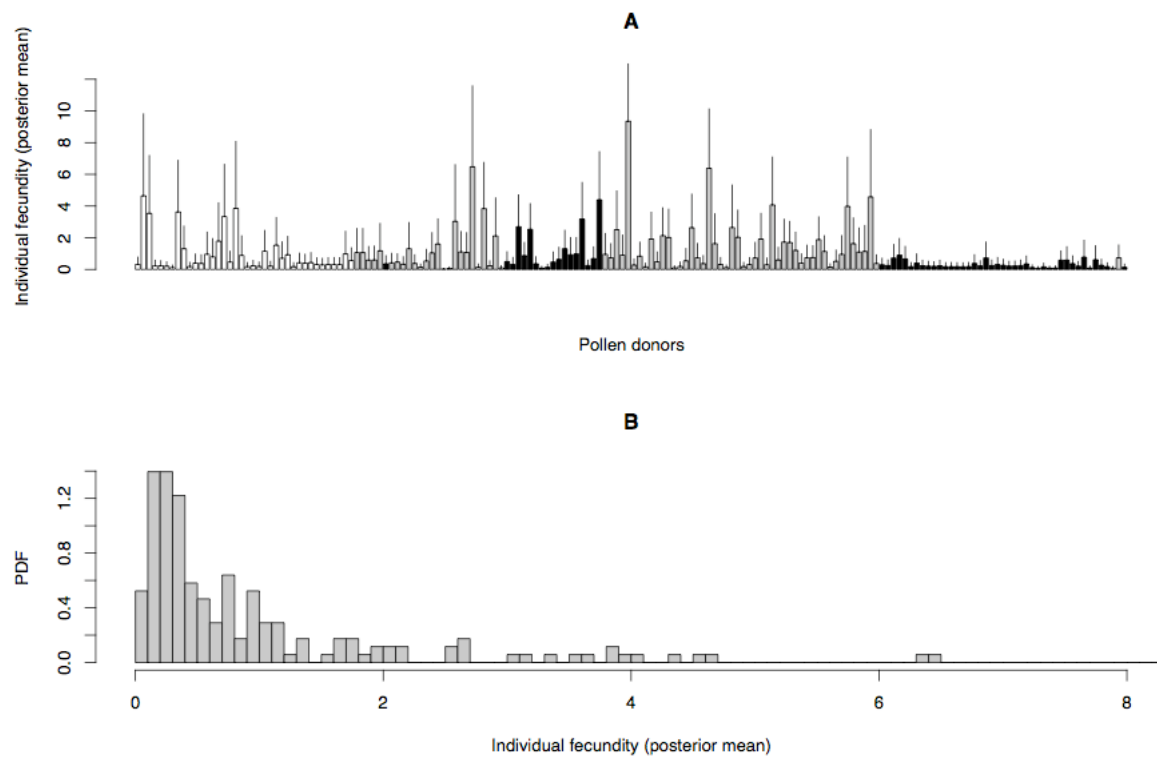 A
Individual fecundity (posterior mean)
0 2 4 6 8 10
Pollen donors
B
PDF
0.0 0.4 0.8 1.2
0 2 4 6 8
Individual fecundity (posterior mean)